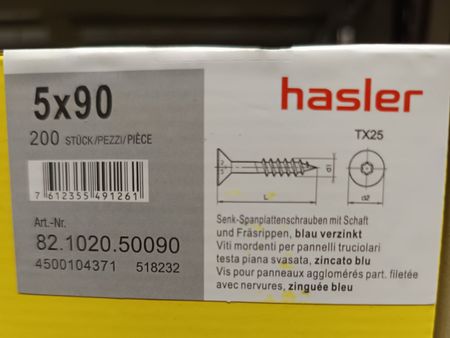 5x90
200 STÜCK/PEZZI/PIÈCE
7 612355 491261
Art.-Nr.
82.1020.50090
4500104371 518232
hasler
TX25
d1
L
d2
Senk-Spanplattenschrauben mit Schaft
und Fräsrippen, blau verzinkt
Viti mordenti per pannelli truciolari
testa piana svasata, zincato blu
Vis pour panneaux agglomérés part. filetée
avec nervures, zinguée bleu